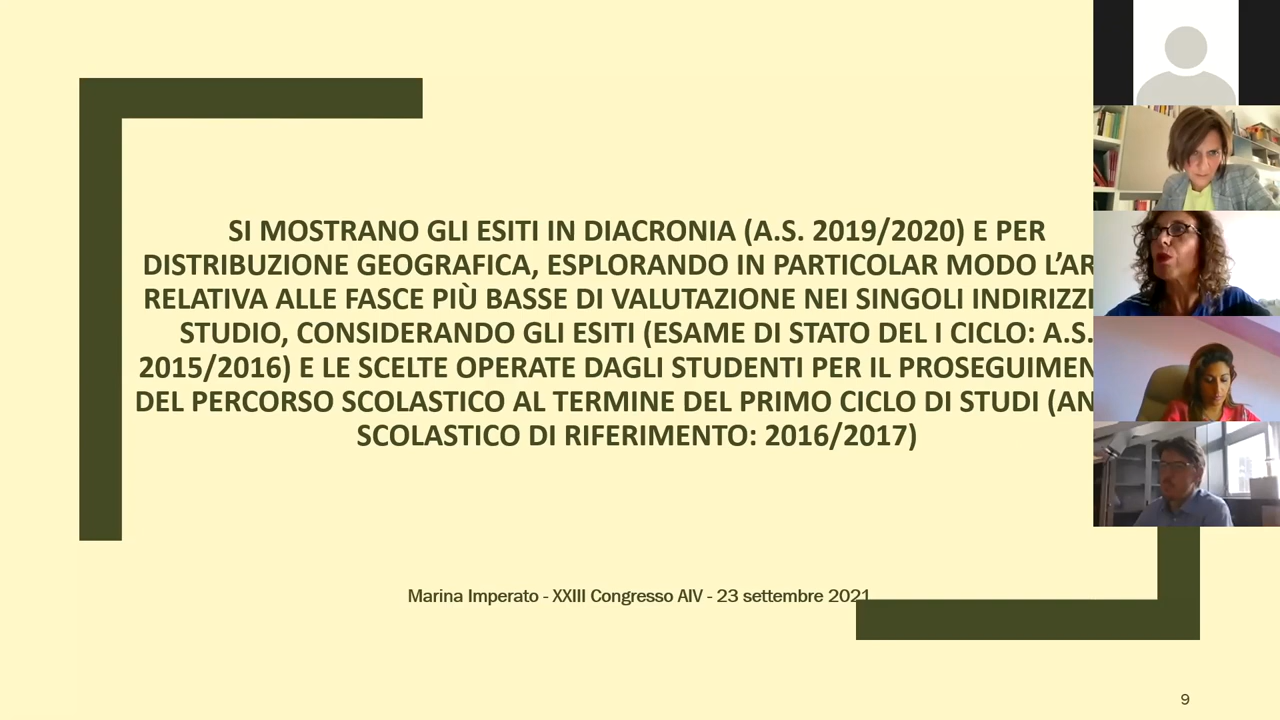 SI MOSTRANO GLI ESITI IN DIACRONIA (A.S. 2019/2020) E PER
DISTRIBUZIONE GEOGRAFICA, ESPLORANDO IN PARTICOLAR MODO
RELATIVA ALLE FASCE PIÙ BASSE DI VALUTAZIONE NEI SINGOLI INDIRIZZI
STUDIO, CONSIDERANDO GLI ESITI (ESAME DI STATO DEL I CICLO: A.S.
2015/2016) E LE SCELTE OPERATE DAGLI STUDENTI PER IL
DEL PERCORSO SCOLASTICO AL TERMINE DEL PRIMO CICLO DI STUDI
SCOLASTICO DI RIFERIMENTO: 2016/2017)
Marina Imperato - XXIII Congresso AIV - 23 settembre 2021
9